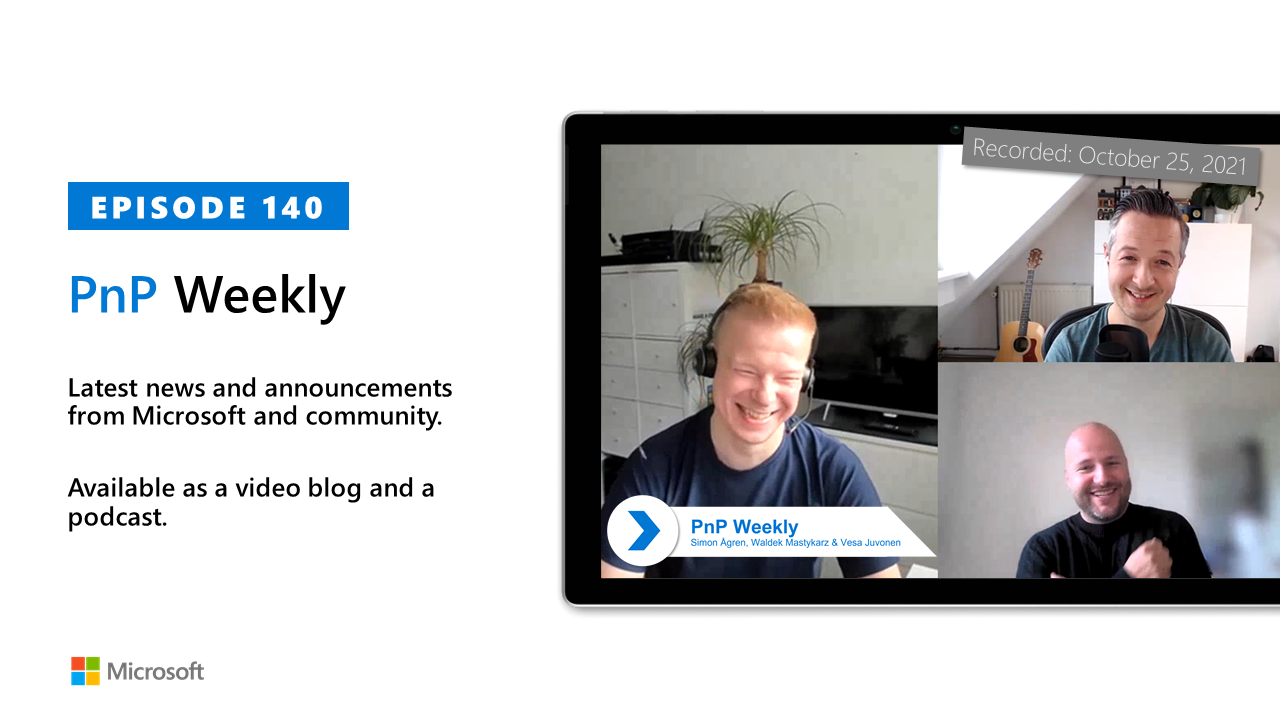 EPISODE 140
PnP Weekly
Latest news and announcements
from Microsoft and community.
Available as a video blog and a
podcast.
Microsoft
Recorded: October 25, 2021
PnP Weekly
Simon Ågren, Waldek Mastykarz & Vesa Juvonen